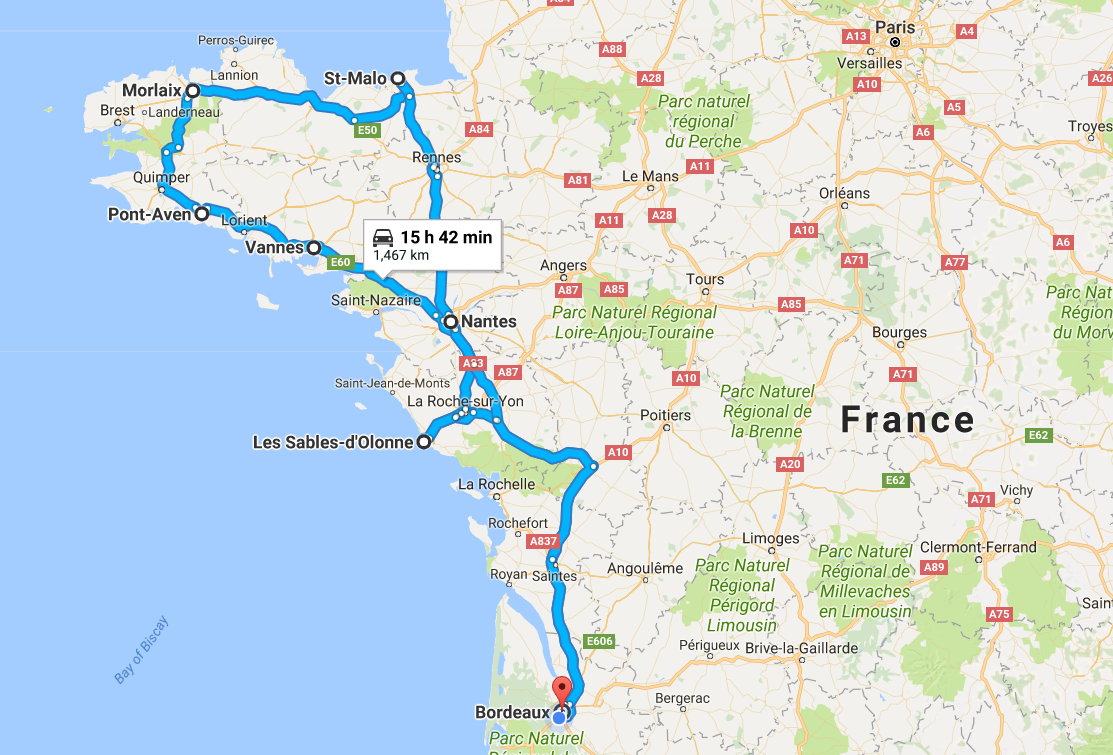 A84
Paris
A13
A4
Perros-Guirec
A88
Versailles
St-Malo
Lannion
A28
A10
A26
Morlaix
Brest
Landerneau
Parc naturel
régional
du Perche
A5
E50
A84
A6
Troyes
Rennes
A11
Quimper
A81
Le Mans
Orléans
Pont-Aven
Lorient
A11
A28
A10
15 h 42 min
1,467 km
Vannes
A6
E60
A71
A77
Angers
Saint-Nazaire
A87
A85
Tours
Parc Nat
Région
du Morv
A85
Nantes
Parc Naturel Régional
Loire-Anjou-Touraine
Bourges
A83
A87
A10
A71
Saint-Jean-de-Monts
La Roche-sur-Yon
Parc Naturel
Régional de
la Brenne
Poitiers
France
Les Sables-d'Olonne
E62
A10
A20
La Rochelle
E62
A71
Vichy
Rochefort
A837
Limoges
Clermont-Ferrand
Parc Naturel
Régional de
Millevaches
en Limousin
Royan
Saintes
Angoulême
A89
Parc Naturel
Régional
Périgord
Limousin
Saint
A75
Bay of Biscay
E606
Périgueux
Brive-la-Gaillarde
Bergerac
Bordeaux
Parc Naturel